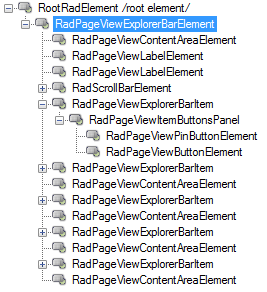 RootRadElement /root element/
RadPageViewExplorerBarElement
RadPageViewContentAreaElement
RadPageViewLabelElement
RadPageViewLabelElement
RadScrollBarElement
RadPageViewExplorerBarItem
RadPageViewItemButtonsPanel
RadPageViewPinButtonElement
RadPageViewButtonElement
RadPageViewExplorerBarItem
RadPageViewContentAreaElement
RadPageViewExplorerBarItem
RadPageViewExplorerBarItem
RadPageViewContentAreaElement
RadPageViewExplorerBarItem
RadPageViewContentAreaElement